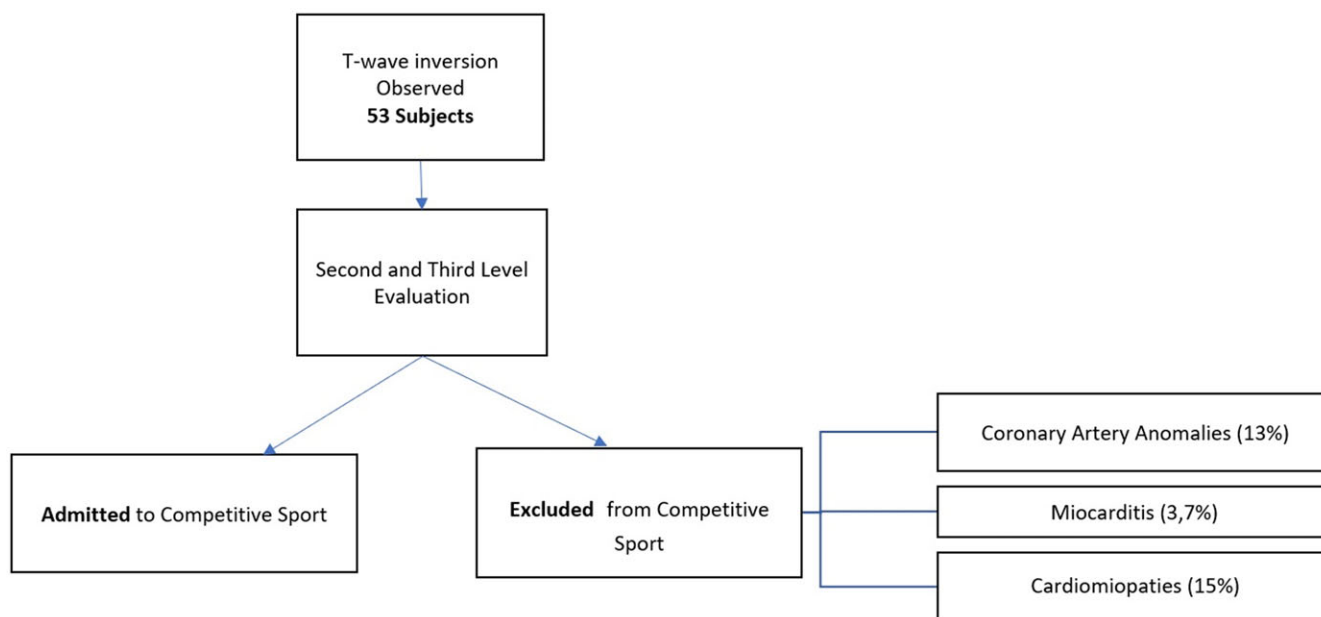 T-wave inversion
Observed
53 Subjects
Second and Third Level
Evaluation
Admitted to Competitive Sport
Excluded from Competitive
Sport
Coronary Artery Anomalies (13%)
Miocarditis (3,7%)
Cardiomiopaties (15%)